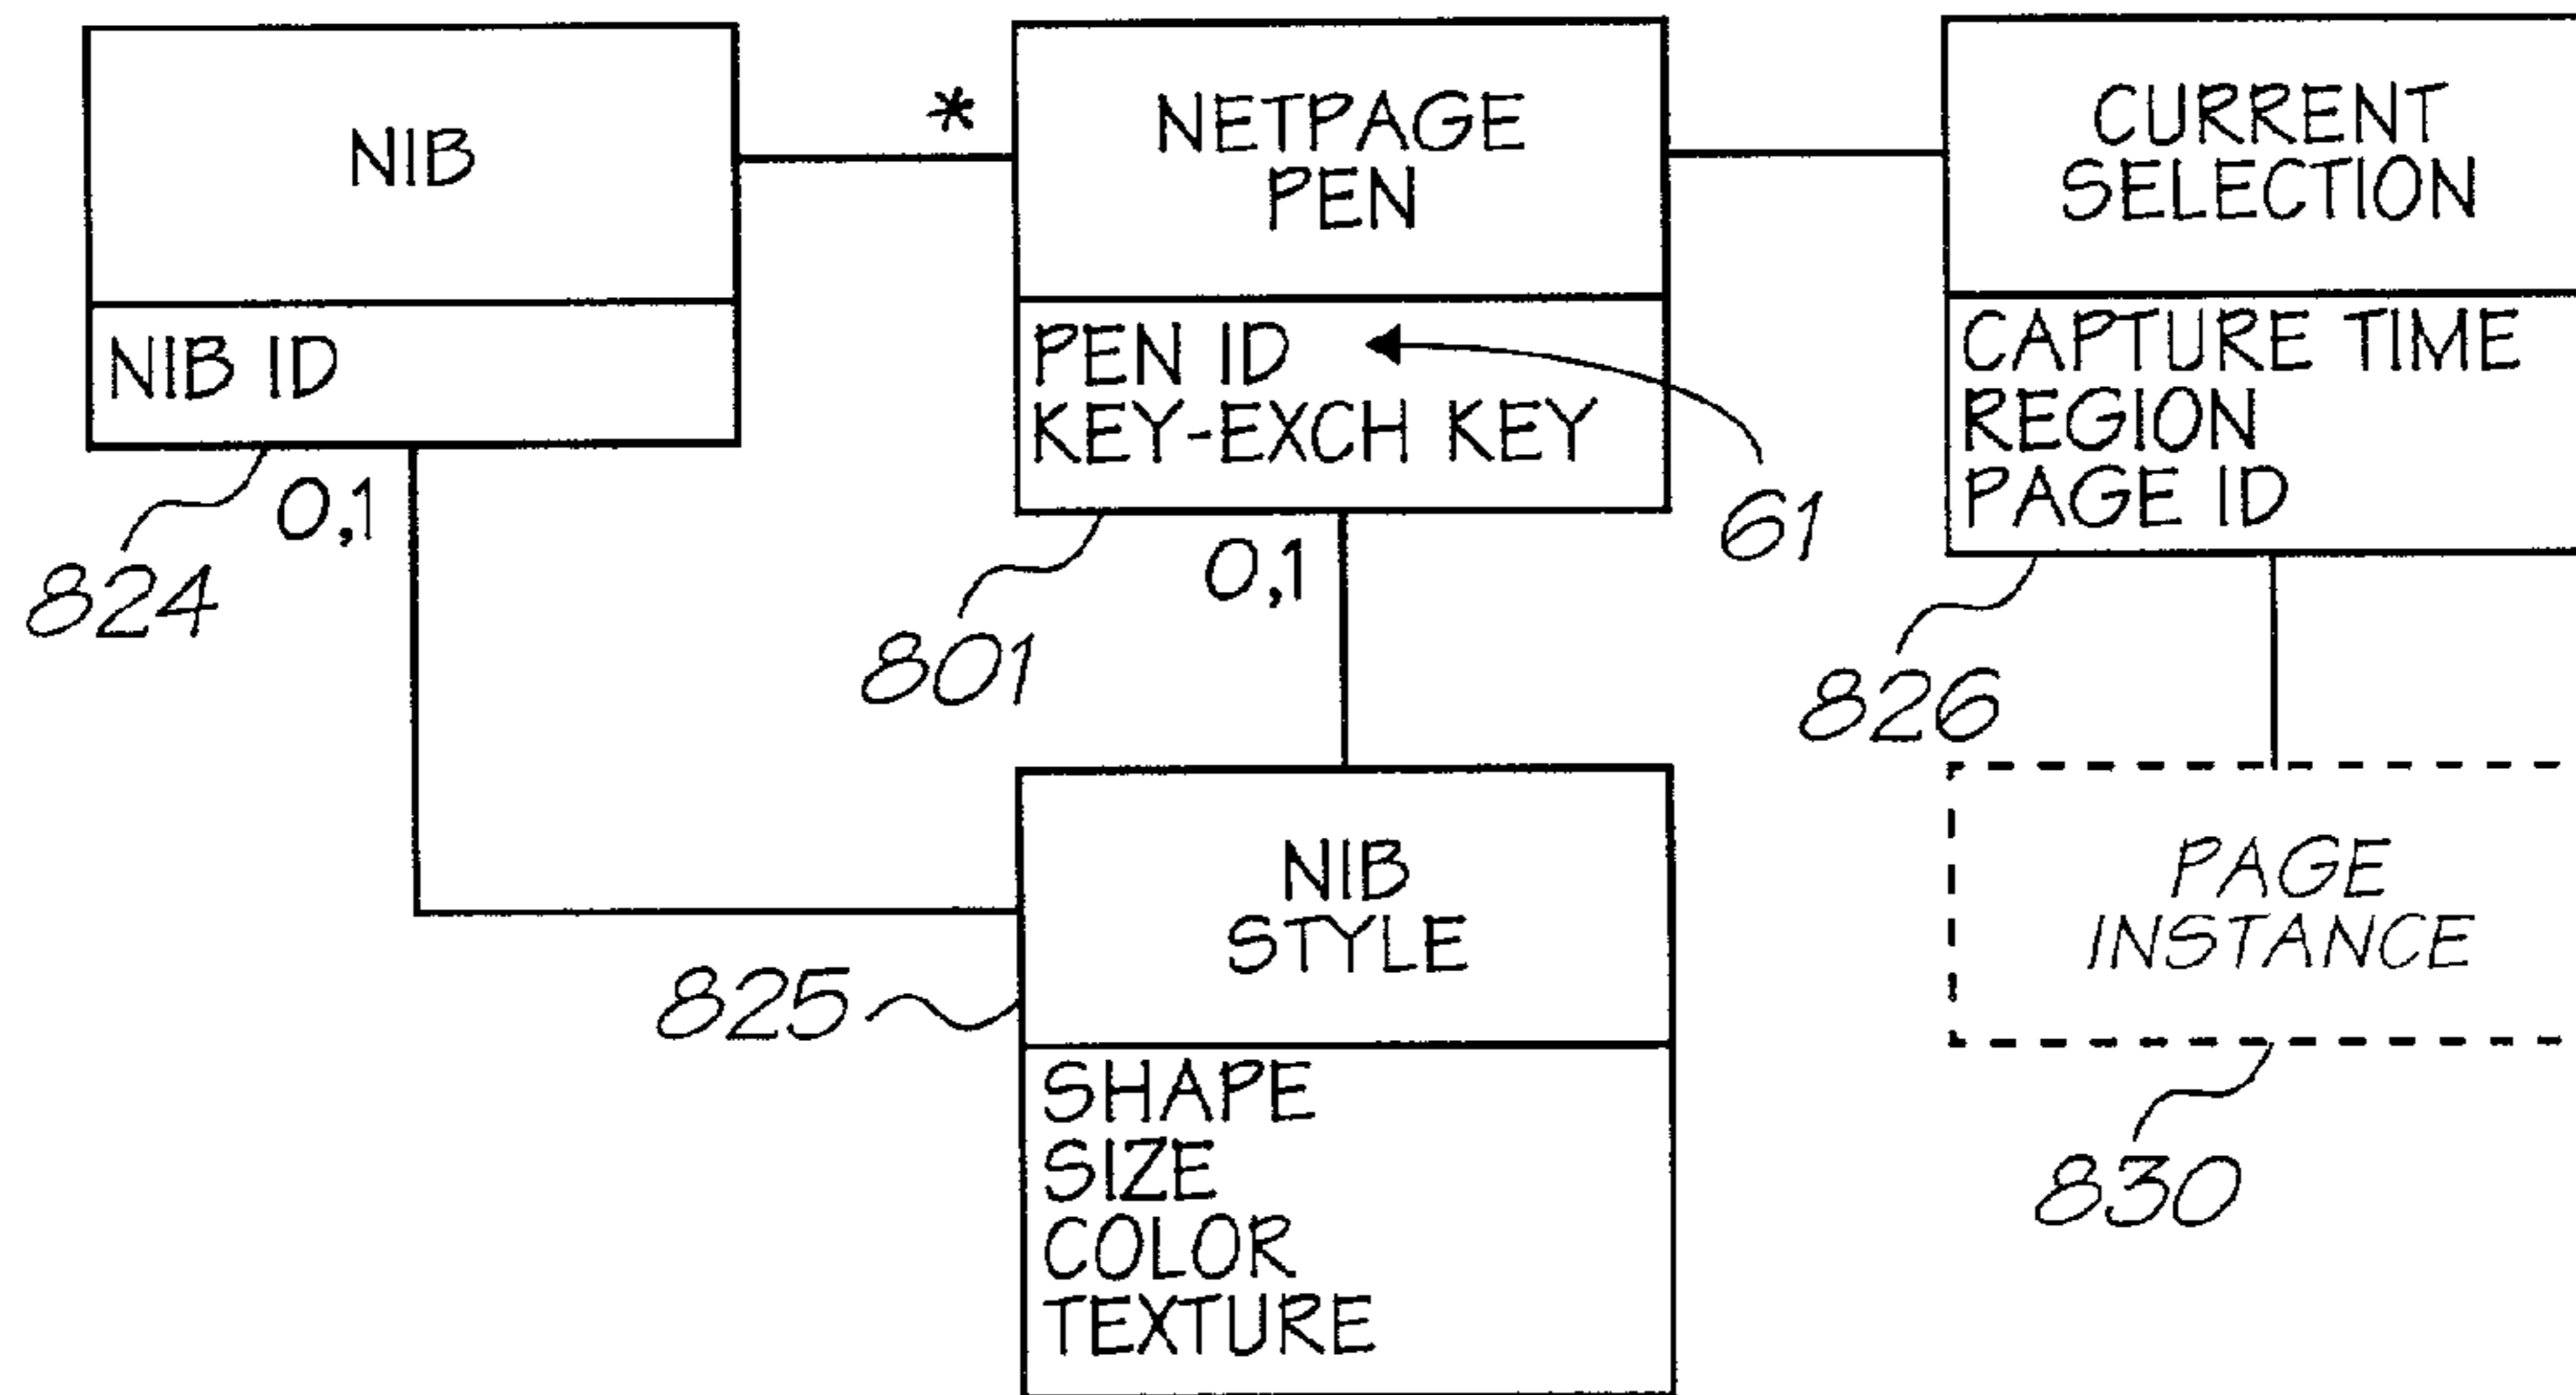 NIB
NIB ID
824
0,1
*
NETPAGE
PEN
PEN ID
KEY-EXCH KEY
61
801
0,1
CURRENT
SELECTION
CAPTURE TIME
REGION
PAGE ID
826
NIB
STYLE
825
SHAPE
SIZE
COLOR
TEXTURE
PAGE
INSTANCE
830